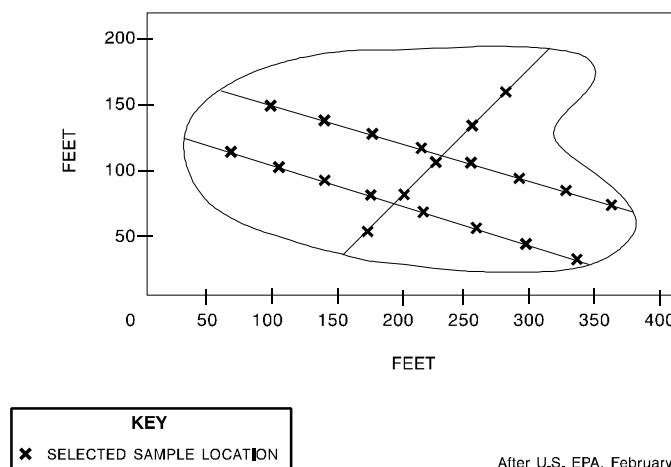 200
150
100
50
FEET
0 50 100 150 200 250 300 350 400
FEET
KEY
SELECTED SAMPLE LOCATION
After U.S. EPA, February